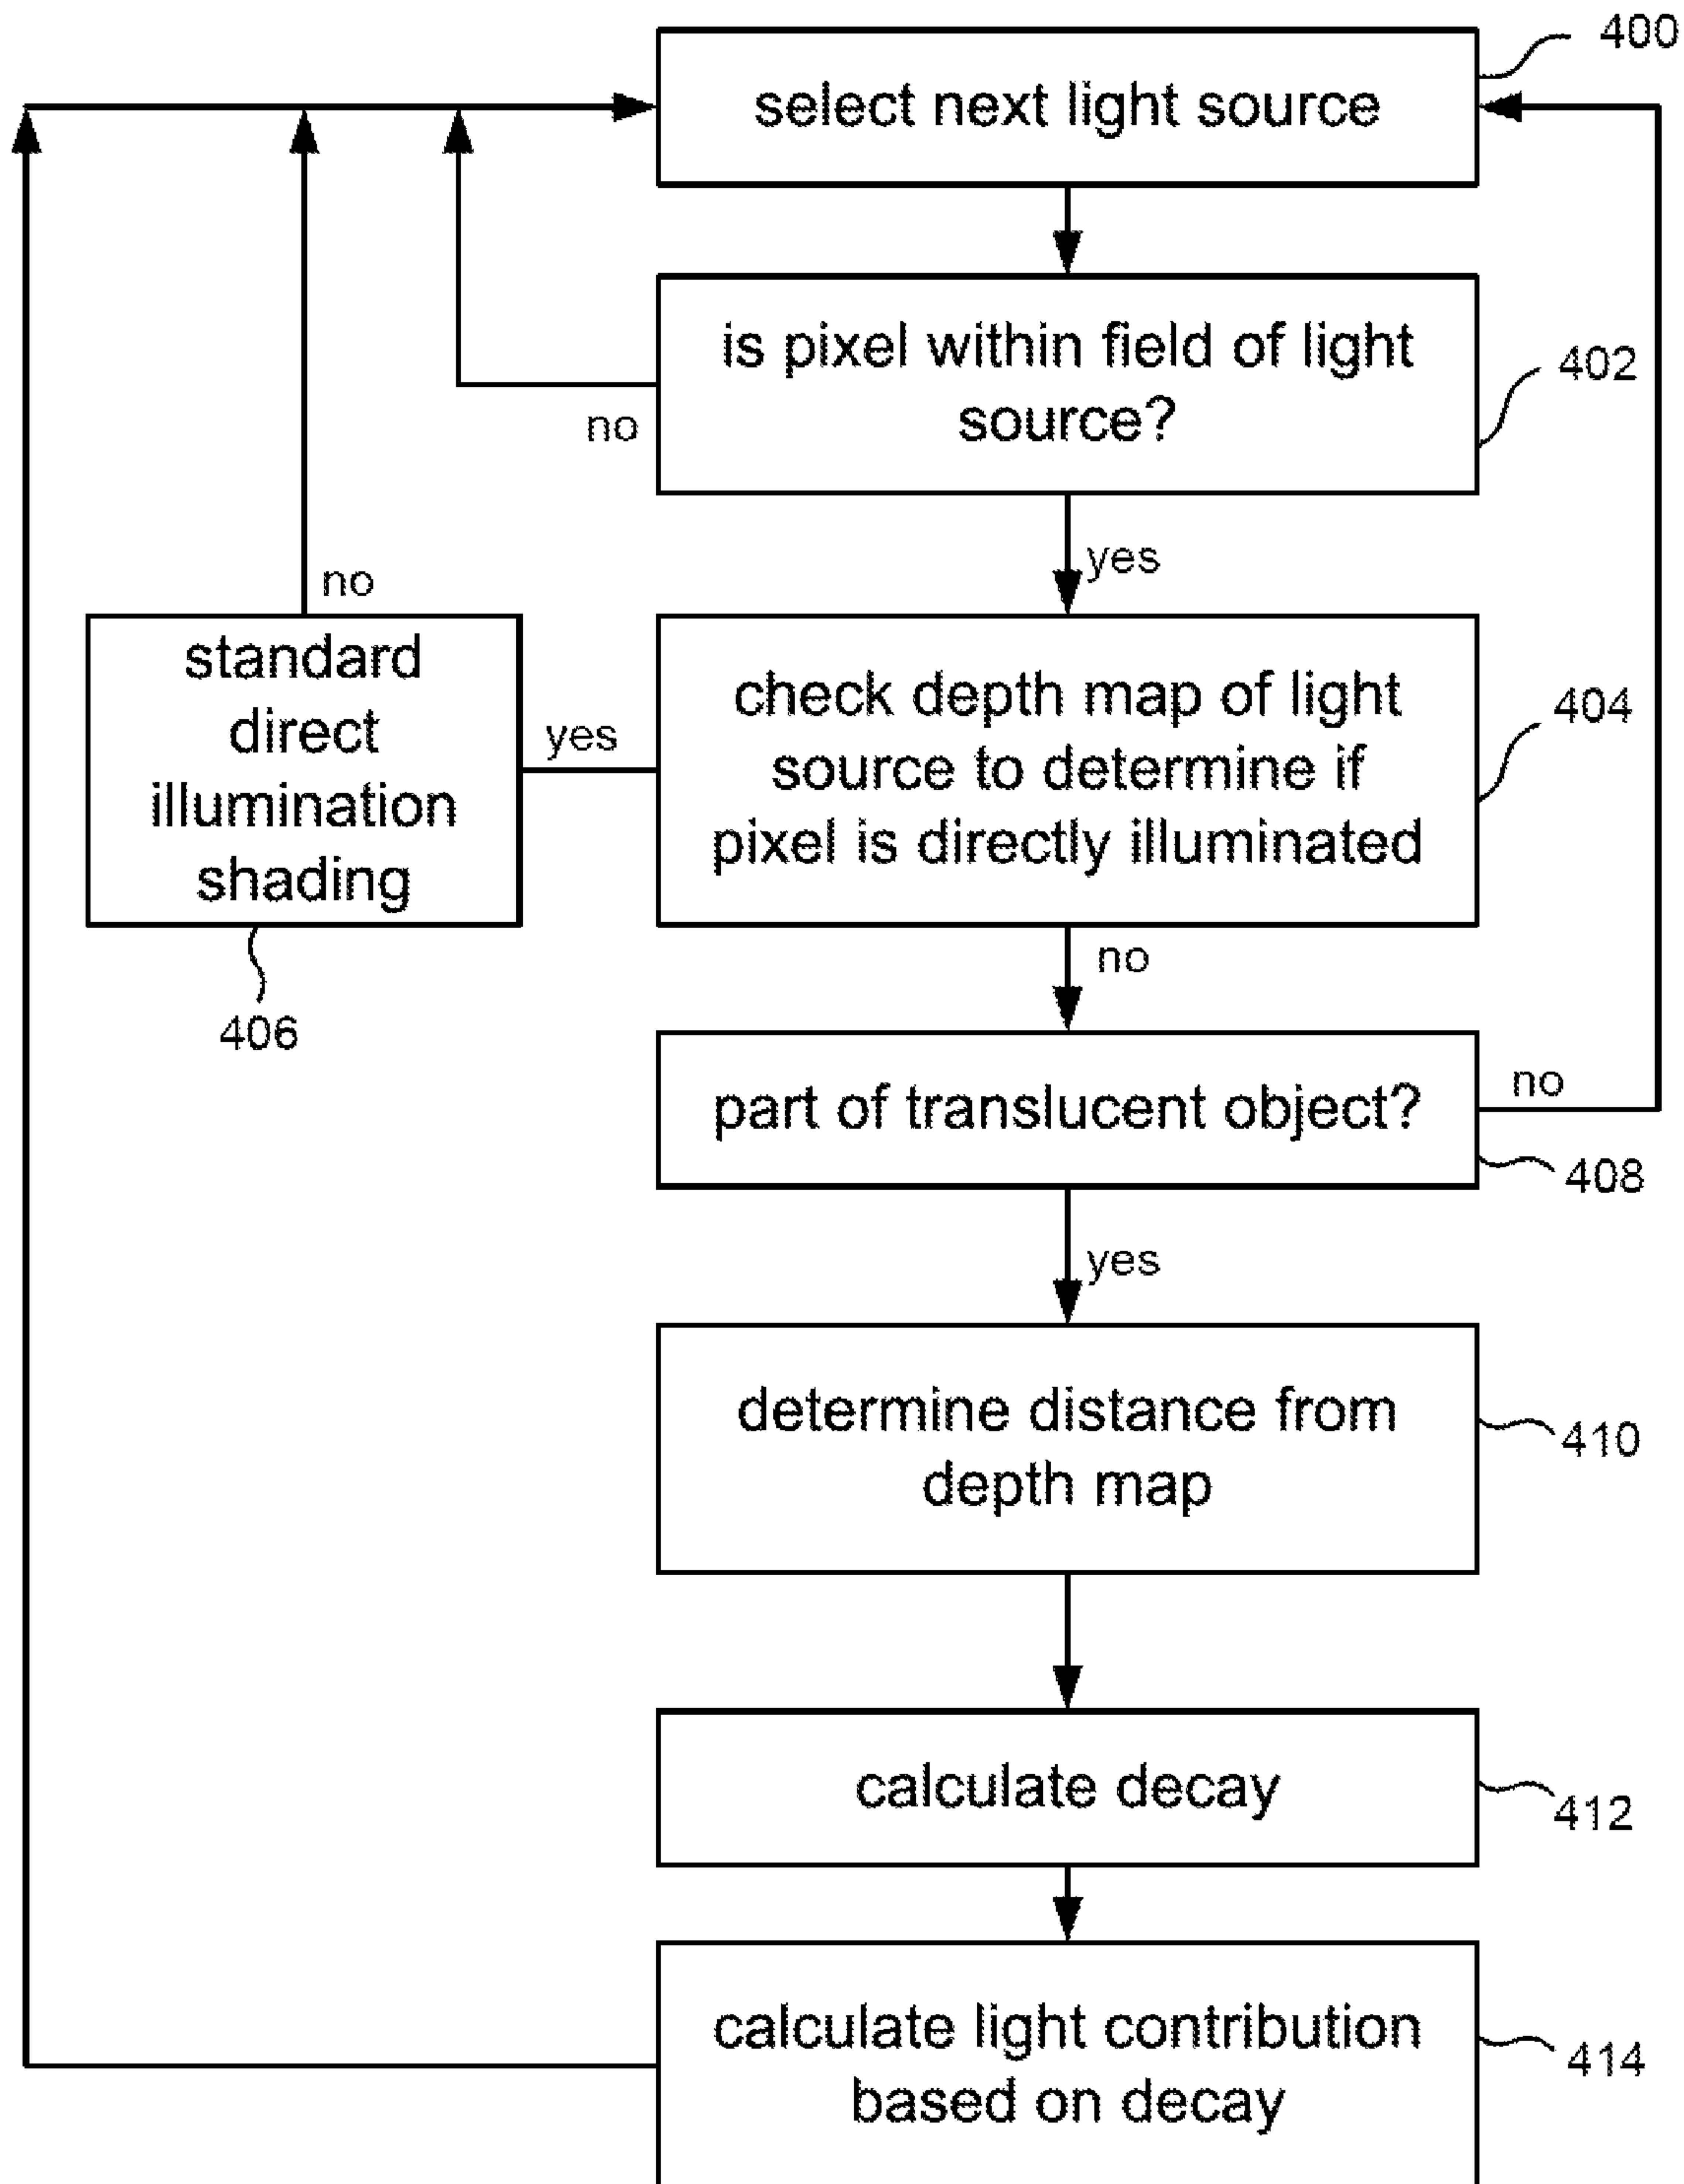 400
select next light source
is pixel within field of light
source?
402
no
yes
no
standard
direct
illumination
shading
406
yes
check depth map of light
source to determine if
pixel is directly illuminated
404
no
part of translucent object?
no
408
yes
determine distance from
depth map
410
calculate decay
412
calculate light contribution
based on decay
414